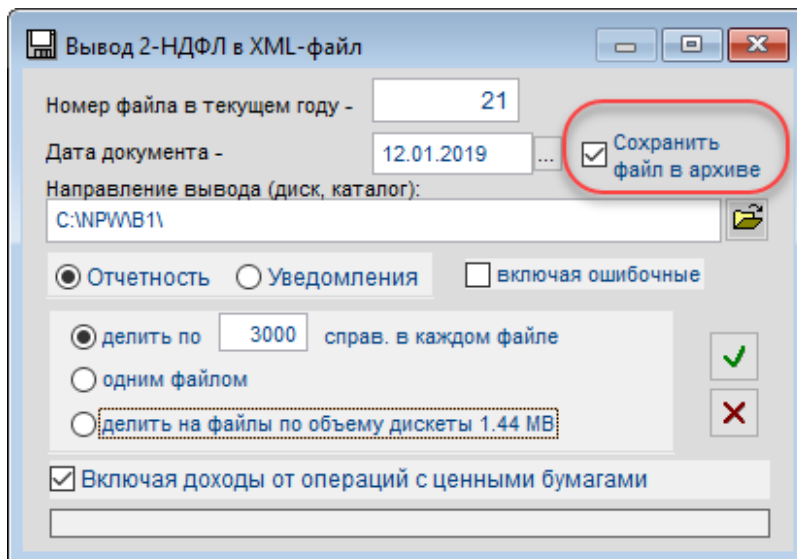 Вывод 2-НДФЛ в XML-файл
Номер файла в текущем году - 21
Дата документа - 12.01.2019 ...
Сохранить
файл в архиве
Направление вывода (диск, каталог):
C:\NPW\B1\
Отчетность Уведомления включая ошибочные
делить по 3000 справ. в каждом файле
одним файлом
делить на файлы по объему дискеты 1.44 MB
Включая доходы от операций с ценными бумагами